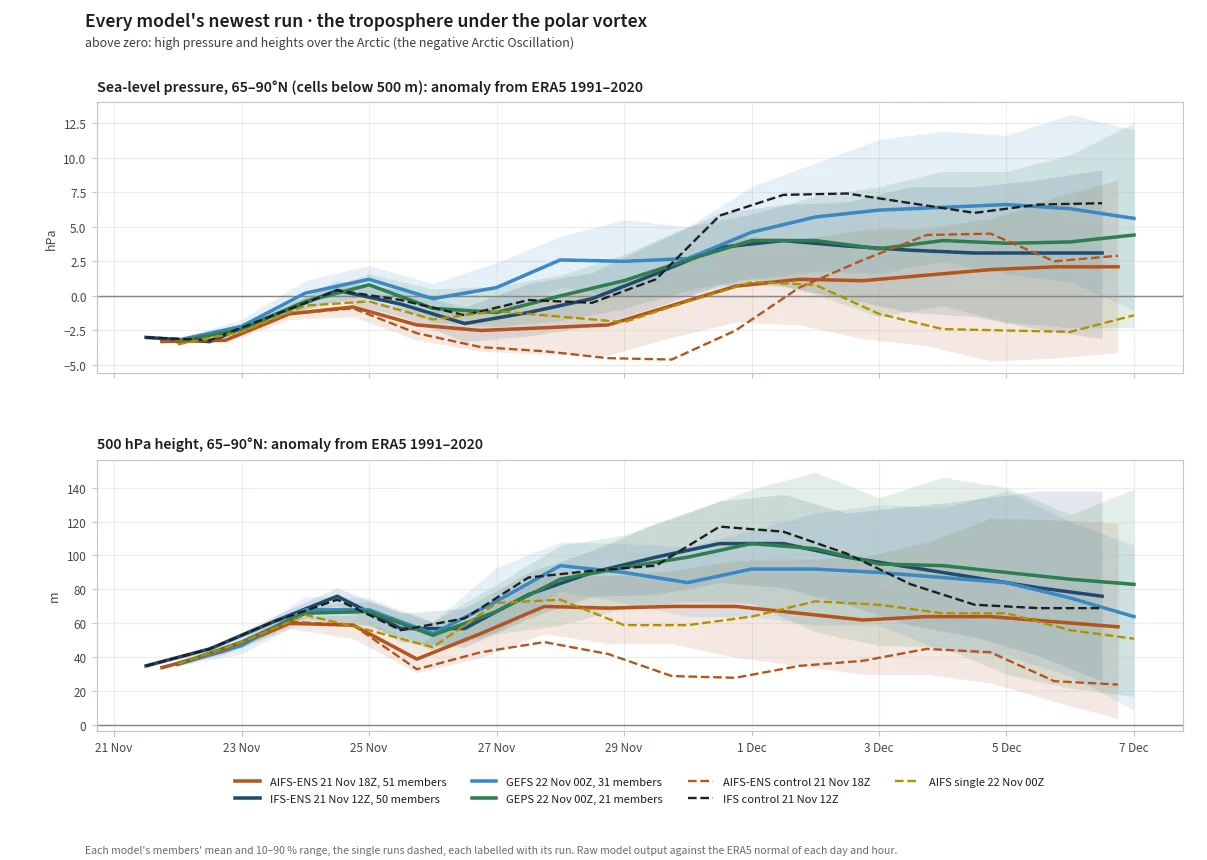 Every model's newest run · the troposphere under the polar vortex
above zero: high pressure and heights over the Arctic (the negative Arctic Oscillation)
Sea-level pressure, 65–90°N (cells below 500 m): anomaly from ERA5 1991–2020
12.5
10.0
7.5
5.0
2.5
0.0
−2.5
−5.0
hPa
500 hPa height, 65–90°N: anomaly from ERA5 1991–2020
140
120
100
80
60
40
20
0
m
21 Nov 23 Nov 25 Nov 27 Nov 29 Nov 1 Dec 3 Dec 5 Dec 7 Dec
AIFS-ENS 21 Nov 18Z, 51 members GEFS 22 Nov 00Z, 31 members AIFS-ENS control 21 Nov 18Z AIFS single 22 Nov 00Z
IFS-ENS 21 Nov 12Z, 50 members GEPS 22 Nov 00Z, 21 members IFS control 21 Nov 12Z
Each model's members' mean and 10–90 % range, the single runs dashed, each labelled with its run. Raw model output against the ERA5 normal of each day and hour.